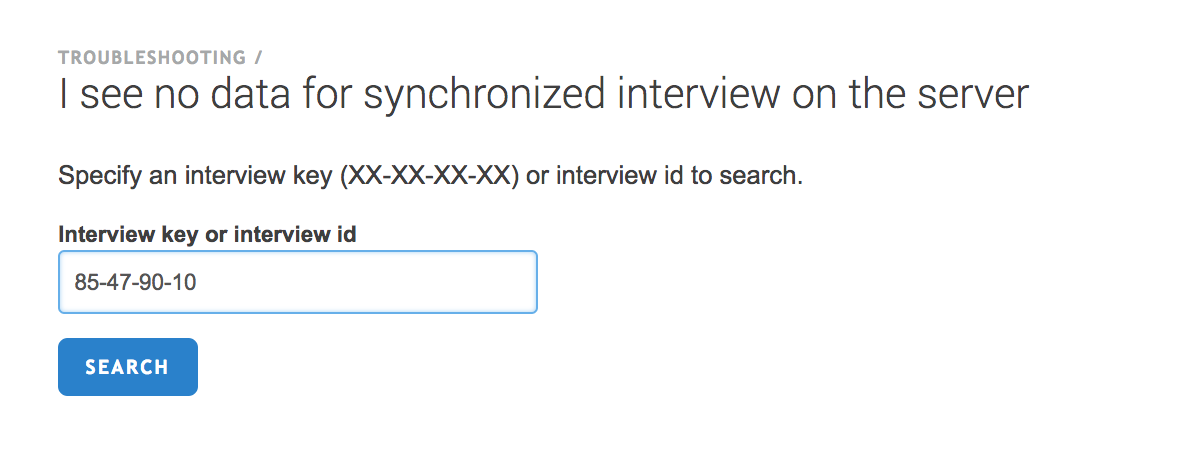 TROUBLESHOOTING /
I see no data for synchronized interview on the server
Specify an interview key (XX-XX-XX-XX) or interview id to search.
Interview key or interview id
85-47-90-10
SEARCH